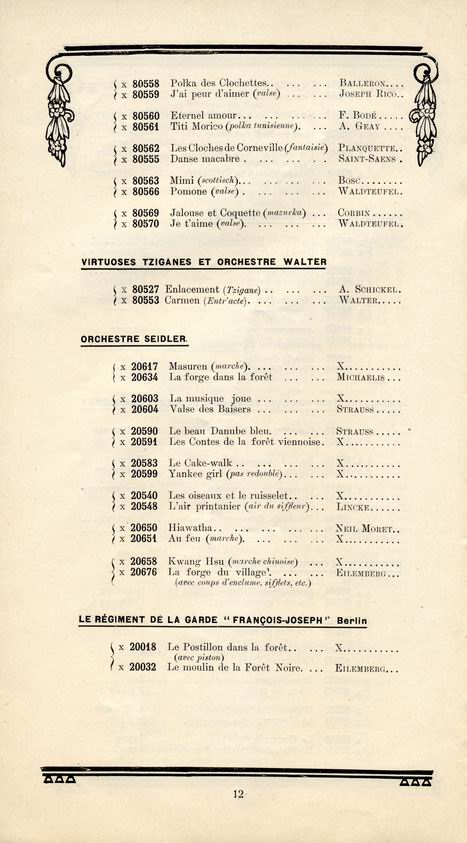 x 80558 Polka des Clochettes.. ... ... BALLERON....
x 80559 J'ai peur d'aimer (valse) ... ... JOSEPH RICO..
x 80560 Eternel amour... ... ... ... F. BODÉ.....
x 80561 Titi Morico (polka tunisienne). ... A. GEAY ....
x 80562 Les Cloches de Corneville (fantaisie) PLANQUETTE..
x 80555 Danse macabre . ... ... ... SAINT-SAENS .
x 80563 Mimi (scottisch)... ... ... ... BOSC........
x 80566 Pomone (valse) . ... ... ... WALDTEUFEL.
x 80569 Jalouse et Coquette (mazurka) ... CORBIN ......
x 80570 Je t'aime (valse). ... ... ... WALDTEUFEL.
VIRTUOSES TZIGANES ET ORCHESTRE WALTER
x 80527 Enlacement (Tzigane) .. ... ... A. SCHICKEL.
x 80553 Carmen (Entr'acte). ... ... ... WALTER.....
ORCHESTRE SEIDLER
x 20617 Masuren (marche). ... ... ... X..........
x 20634 La forge dans la forêt ... ... MICHAELIS...
x 20603 La musique joue ... ... ... X..........
x 20604 Valse des Baisers ... ... ... STRAUSS.....
x 20590 Le beau Danube bleu. ... ... STRAUSS.....
x 20591 Les Contes de la forêt viennoise. X..........
x 20583 Le Cake-walk .. ... ... ... X..........
x 20599 Yankee girl (pas redoublé)... ... X..........
x 20540 Les oiseaux et le ruisselet.. ... X..........
x 20548 L'air printanier (air du siffleur)... LINCKE.....
x 20650 Hiawatha.. ... ... ... ... NEIL MORET..
x 20651 Au feu (marche). ... ... ... X..........
x 20658 Kwang Hsu (marche chinoise) ... X..........
x 20676 La forge du village. ... ... EILEMBERG...
(avec coups d'enclume, sifflets, etc.)
LE RÉGIMENT DE LA GARDE "FRANÇOIS-JOSEPH" Berlin
x 20018 Le Postillon dans la forêt.. ... X..........
(avec piston)
x 20032 Le moulin de la Forêt Noire. ... EILEMBERG...
12